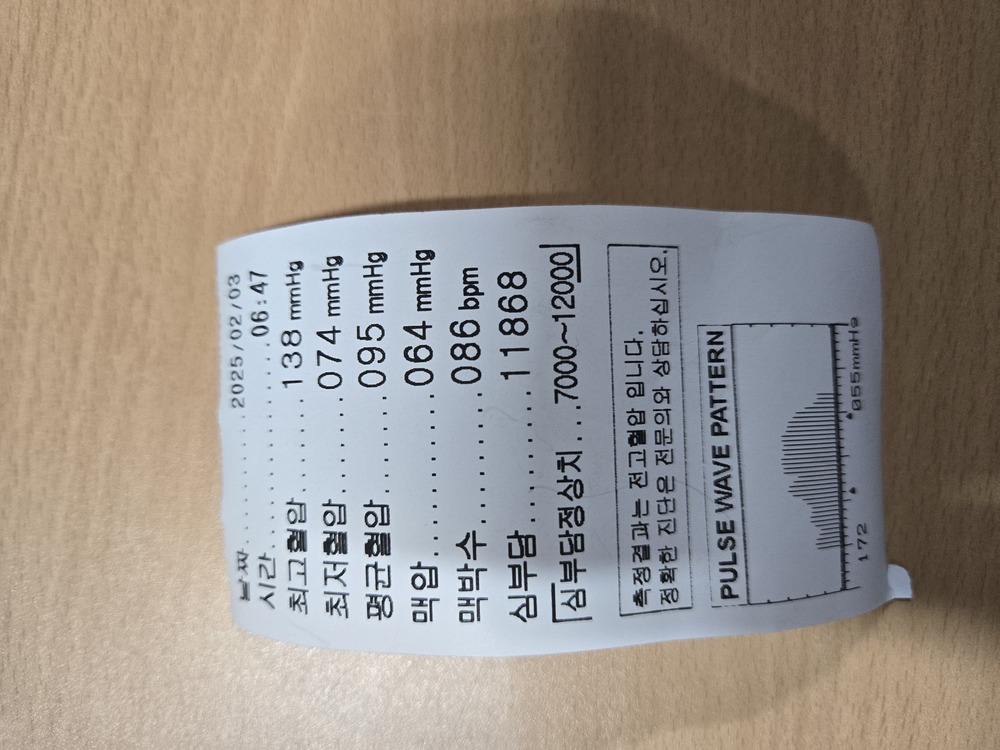 날짜..............2025/02/03
시간...................06:47
최고혈압..........138 mmHg
최저혈압..........074 mmHg
평균혈압..........095 mmHg
맥압..............064 mmHg
맥박수............086 bpm
심부담............11868
[심부담정상치...7000~12000]
측정결과는 전고혈압 입니다.
정확한 진단은 전문의와 상담하십시오.
PULSE WAVE PATTERN
172 055mmHg